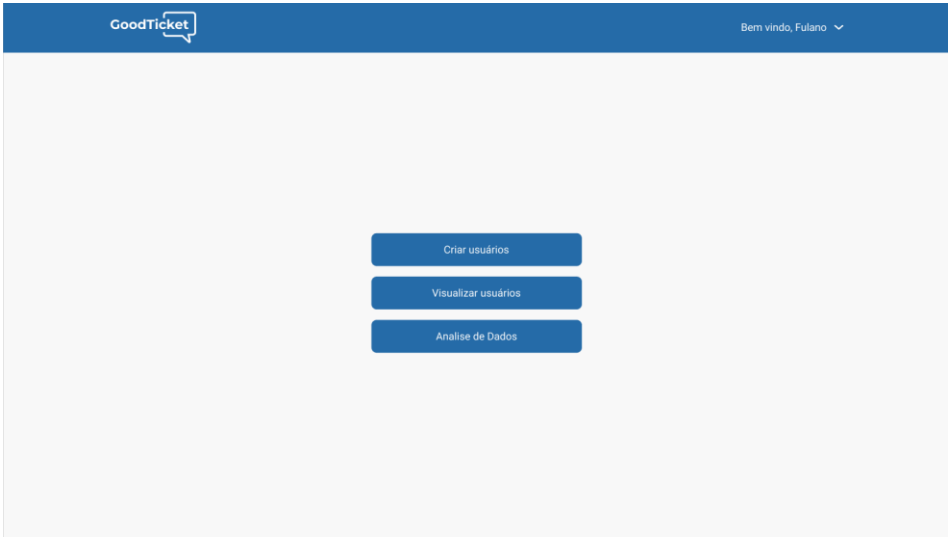 GoodTicket
Bem vindo, Fulano
Criar usuários
Visualizar usuários
Analise de Dados